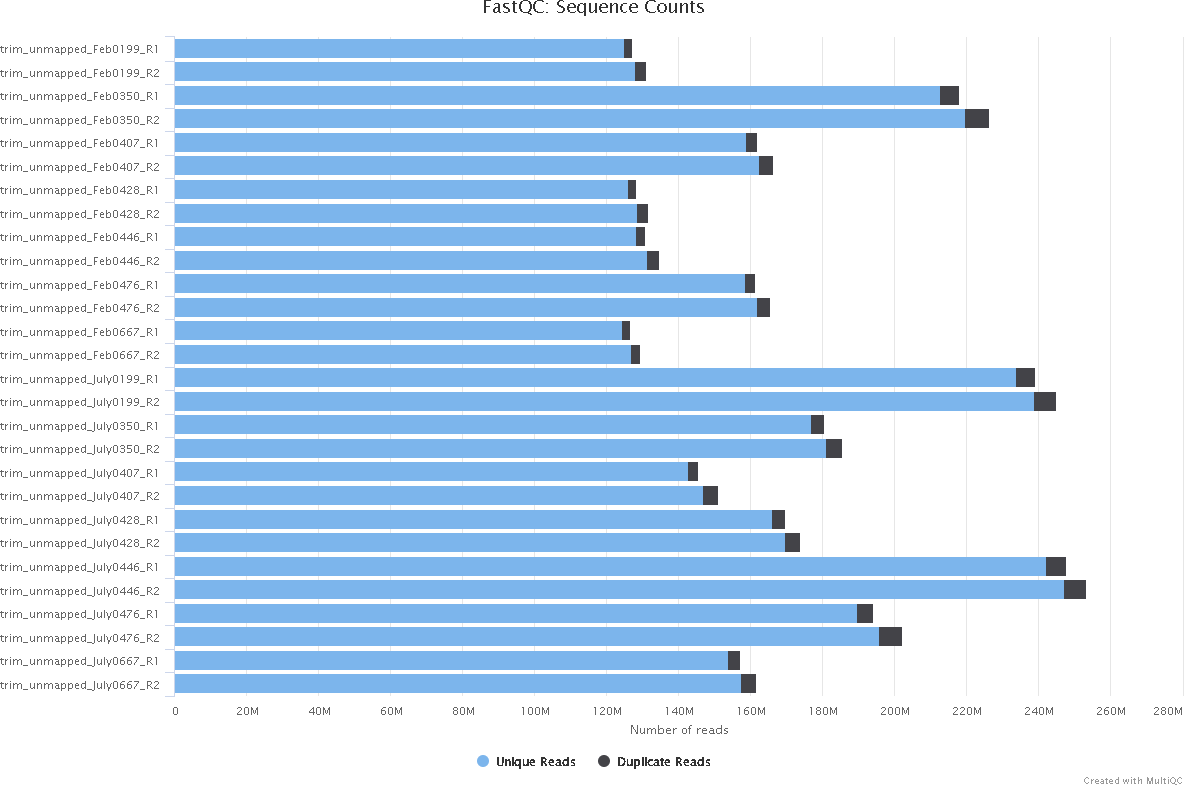 FastQC: Sequence Counts
trim_unmapped_Feb0199_R1
trim_unmapped_Feb0199_R2
trim_unmapped_Feb0350_R1
trim_unmapped_Feb0350_R2
trim_unmapped_Feb0407_R1
trim_unmapped_Feb0407_R2
trim_unmapped_Feb0428_R1
trim_unmapped_Feb0428_R2
trim_unmapped_Feb0446_R1
trim_unmapped_Feb0446_R2
trim_unmapped_Feb0476_R1
trim_unmapped_Feb0476_R2
trim_unmapped_Feb0667_R1
trim_unmapped_Feb0667_R2
trim_unmapped_July0199_R1
trim_unmapped_July0199_R2
trim_unmapped_July0350_R1
trim_unmapped_July0350_R2
trim_unmapped_July0407_R1
trim_unmapped_July0407_R2
trim_unmapped_July0428_R1
trim_unmapped_July0428_R2
trim_unmapped_July0446_R1
trim_unmapped_July0446_R2
trim_unmapped_July0476_R1
trim_unmapped_July0476_R2
trim_unmapped_July0667_R1
trim_unmapped_July0667_R2
0 20M 40M 60M 80M 100M 120M 140M 160M 180M 200M 220M 240M 260M 280M
Number of reads
Unique Reads Duplicate Reads
Created with MultiQC